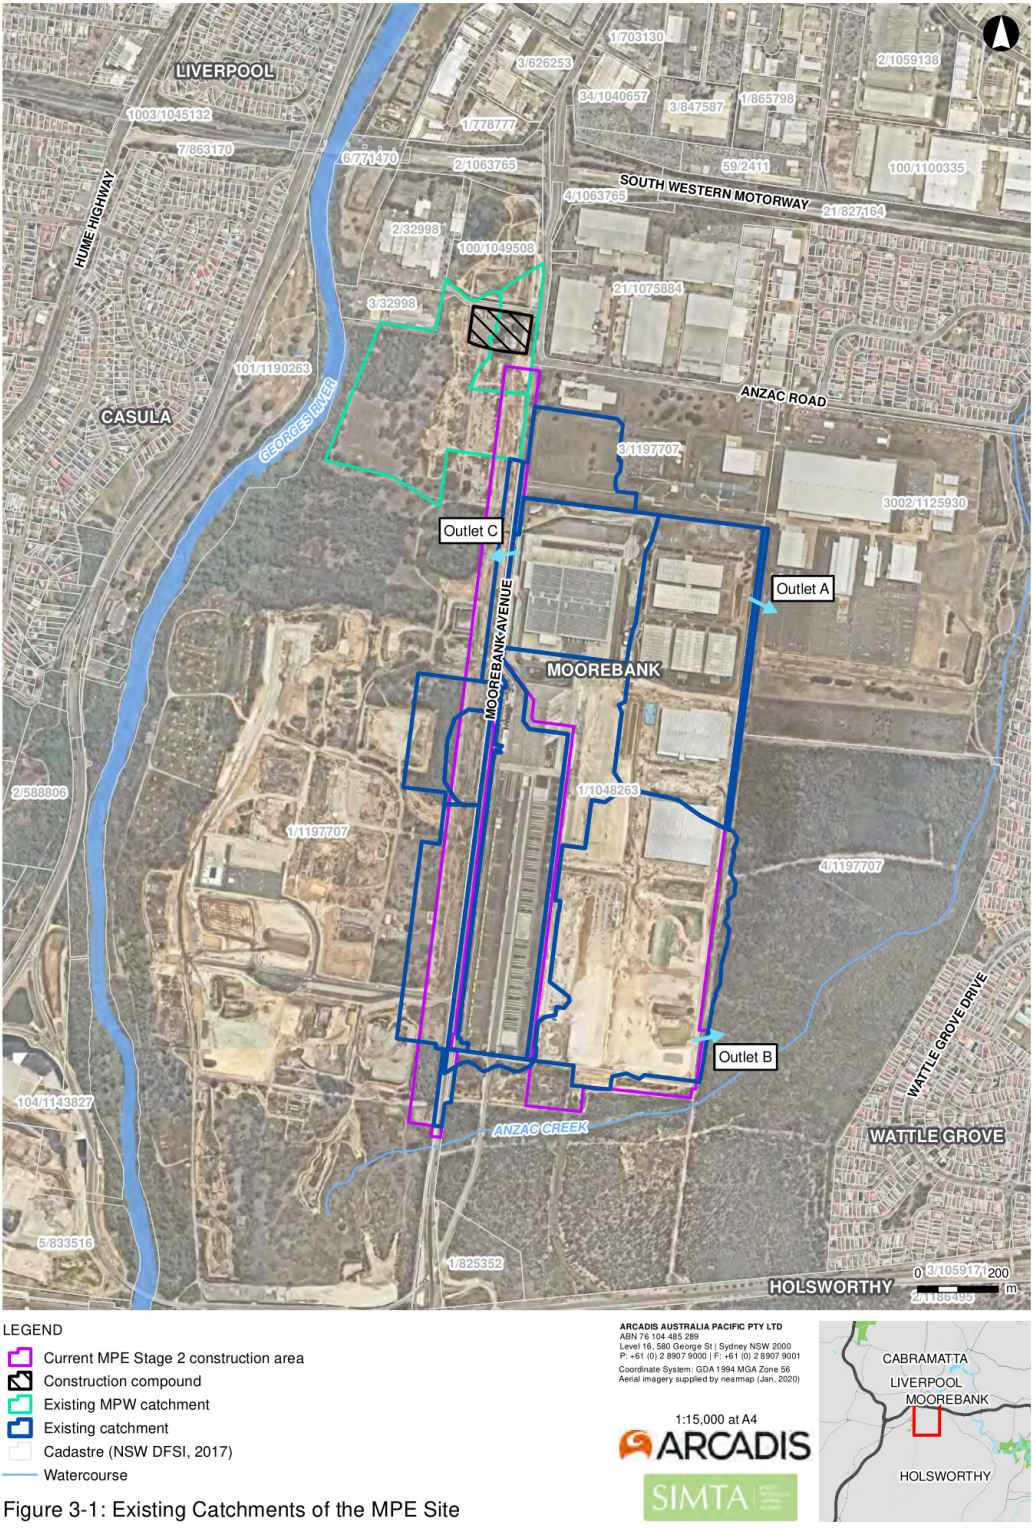 LIVERPOOL
1/703130
3/626253
2/1059138
34/1040657
3/847587
1/865798
1003/1045132
1/778777
7/863170
6/771470
2/1063765
59/2411
100/1100335
HUME HIGHWAY
SOUTH WESTERN MOTORWAY
4/1063765
21/827164
2/32998
100/1049508
3/32998
21/1075884
101/1190263
ANZAC ROAD
CASULA
GEORGES RIVER
3/1197707
3002/1125930
Outlet C
Outlet A
MOOREBANK AVENUE
MOOREBANK
2/588806
1/1048263
1/1197707
4/1197707
WATTLE GROVE DRIVE
Outlet B
104/1143827
ANZAC CREEK
WATTLE GROVE
5/833516
1/825352
HOLSWORTHY
3/1059171
0 200
m
2/1186495
LEGEND
Current MPE Stage 2 construction area
Construction compound
Existing MPW catchment
Existing catchment
Cadastre (NSW DFSI, 2017)
Watercourse
Figure 3-1: Existing Catchments of the MPE Site
ARCADIS AUSTRALIA PACIFIC PTY LTD
ABN 76 104 485 289
Level 16, 580 George St | Sydney NSW 2000
P: +61 (0) 2 8907 9000 | F: +61 (0) 2 8907 9001
Coordinate System: GDA 1994 MGA Zone 56
Aerial imagery supplied by nearmap (Jan, 2020)
1:15,000 at A4
ARCADIS
SIMTA
CABRAMATTA
LIVERPOOL
MOOREBANK
HOLSWORTHY